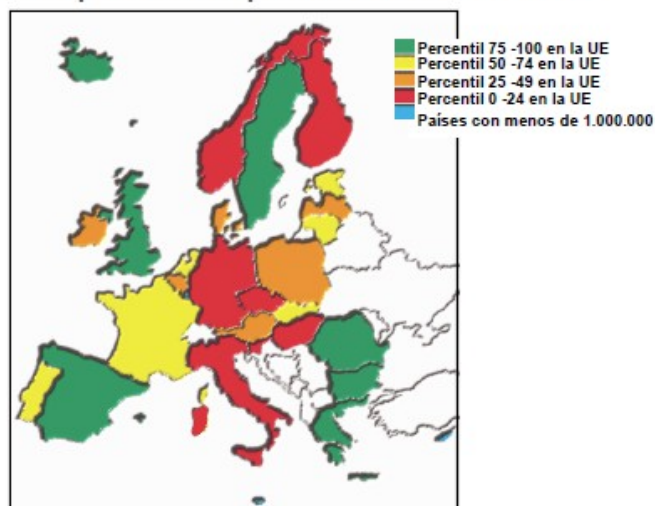 Percentil 75 -100 en la UE
Percentil 50 -74 en la UE
Percentil 25 -49 en la UE
Percentil 0 -24 en la UE
Países con menos de 1.000.000